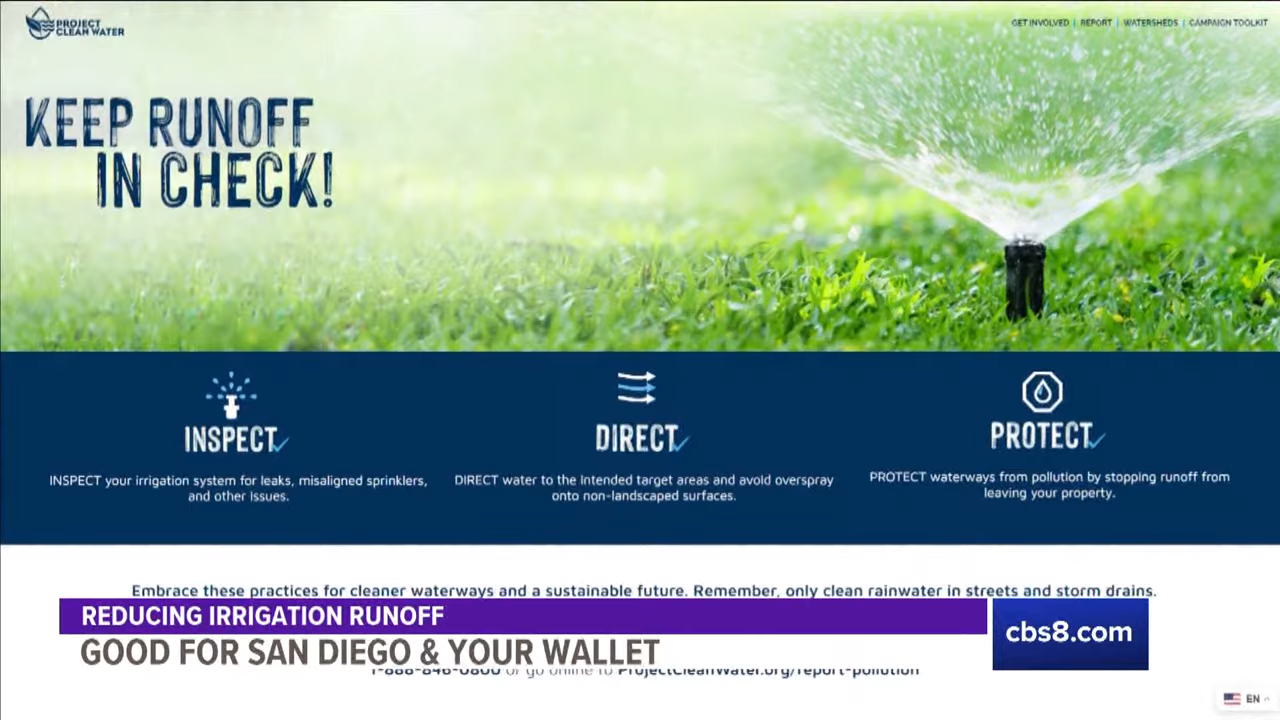 PROJECT
CLEAN WATER
GET INVOLVED | REPORT | WATERSHEDS | CAMPAIGN TOOLKIT
KEEP RUNOFF
IN CHECK!
INSPECT
INSPECT your irrigation system for leaks, misaligned sprinklers,
and other issues.
DIRECT
DIRECT water to the intended target areas and avoid overspray
onto non-landscaped surfaces.
PROTECT
PROTECT waterways from pollution by stopping runoff from
leaving your property.
Embrace these practices for cleaner waterways and a sustainable future. Remember, only clean rainwater in streets and storm drains.
REDUCING IRRIGATION RUNOFF
GOOD FOR SAN DIEGO & YOUR WALLET
cbs8.com
or go online to ProjectCleanWater.org/report-pollution
EN